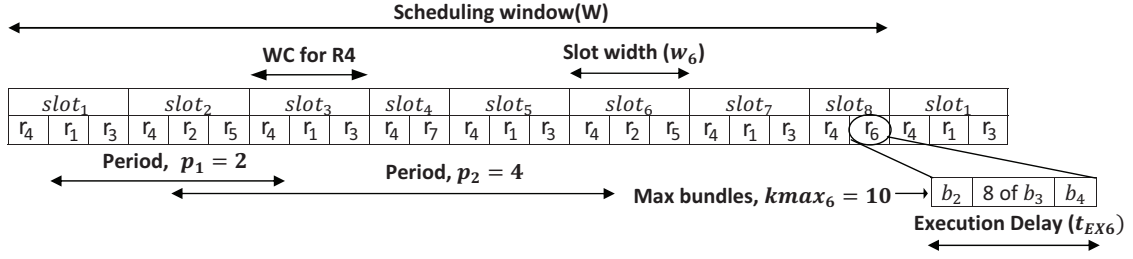 Scheduling window(W)
WC for R4 Slot width (w₆)
slot₁ slot₂ slot₃ slot₄ slot₅ slot₆ slot₇ slot₈ slot₁
r₄ r₁ r₃ r₄ r₂ r₅ r₄ r₁ r₃ r₄ r₇ r₄ r₁ r₃ r₄ r₂ r₅ r₄ r₁ r₃ r₄ r₆ r₄ r₁ r₃
Period, p₁ = 2
Period, p₂ = 4
Max bundles, kmax₆ = 10 b₂ 8 of b₃ b₄
Execution Delay (t_EX6)